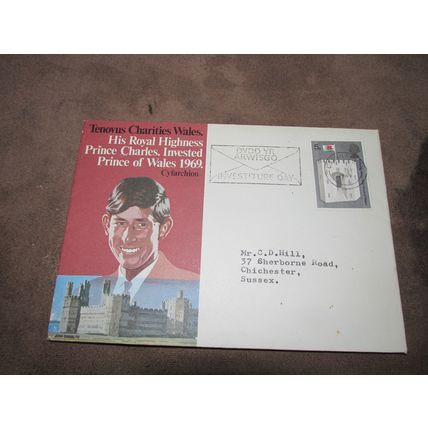 Tenovus Charities Wales.
His Royal Highness
Prince Charles. Invested
Prince of Wales 1969.
Cyfarchion
DYDD YR
ARWISGO
INVESTITURE DAY
5D
Mr.C.D.Hill,
37 Sherborne Road,
Chichester,
Sussex.